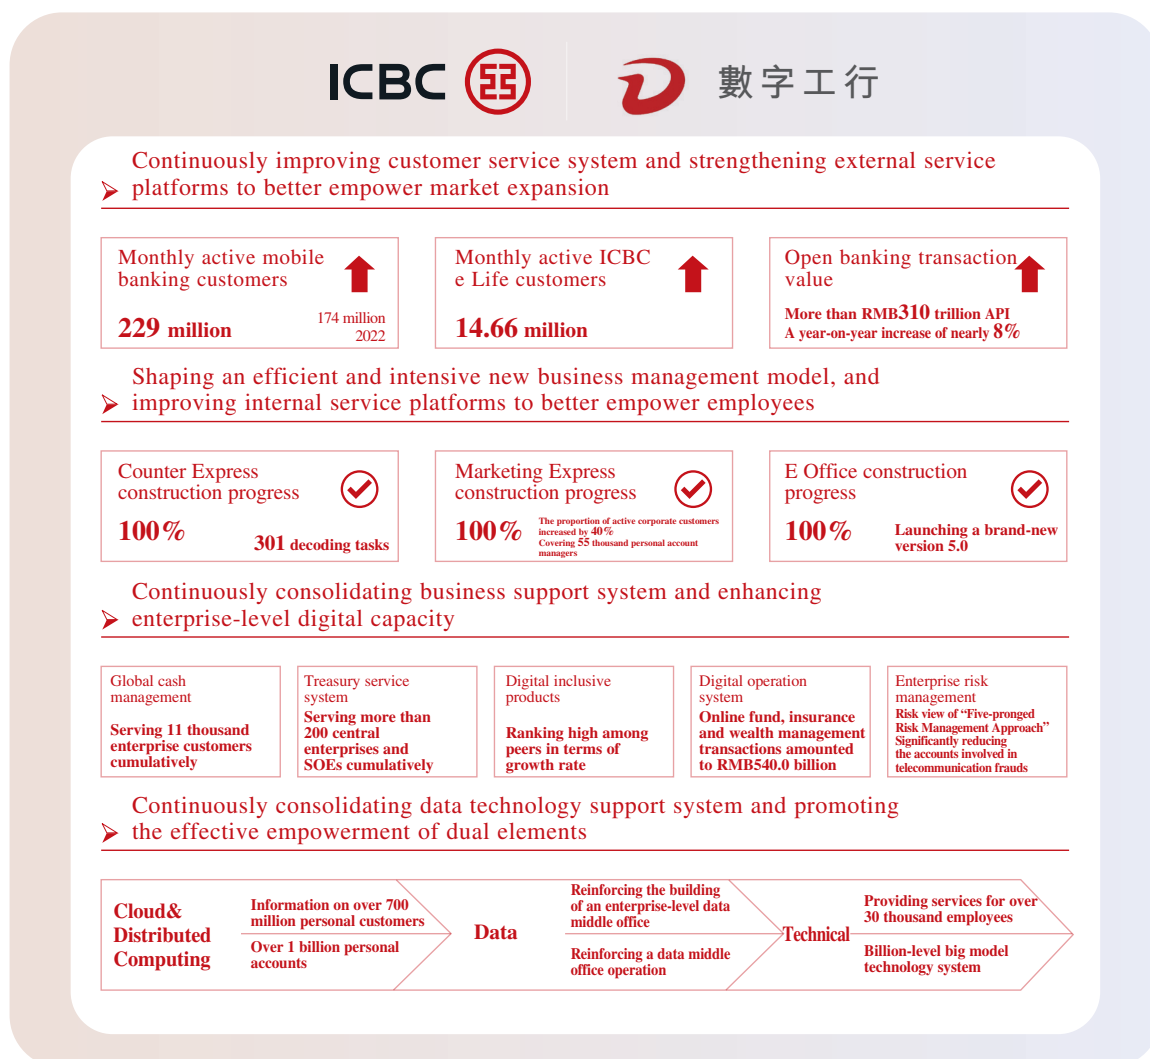 ICBC 數字工行
Continuously improving customer service system and strengthening external service
platforms to better empower market expansion
Monthly active mobile
banking customers
229 million
174 million
2022
Monthly active ICBC
e Life customers
14.66 million
Open banking transaction
value
More than RMB310 trillion API
A year-on-year increase of nearly 8%
Shaping an efficient and intensive new business management model, and
improving internal service platforms to better empower employees
Counter Express
construction progress
100%
301 decoding tasks
Marketing Express
construction progress
100%
The proportion of active corporate customers
increased by 40%
Covering 55 thousand personal account
managers
E Office construction
progress
100%
Launching a brand-new
version 5.0
Continuously consolidating business support system and enhancing
enterprise-level digital capacity
Global cash
management
Serving 11 thousand
enterprise customers
cumulatively
Treasury service
system
Serving more than
200 central
enterprises and
SOEs cumulatively
Digital inclusive
products
Ranking high among
peers in terms of
growth rate
Digital operation
system
Online fund, insurance
and wealth management
transactions amounted
to RMB540.0 billion
Enterprise risk
management
Risk view of “Five-pronged
Risk Management Approach”
Significantly reducing
the accounts involved in
telecommunication frauds
Continuously consolidating data technology support system and promoting
the effective empowerment of dual elements
Cloud&
Distributed
Computing
Information on over 700
million personal customers
Over 1 billion personal
accounts
Data
Reinforcing the building
of an enterprise-level data
middle office
Reinforcing a data middle
office operation
Technical
Providing services for over
30 thousand employees
Billion-level big model
technology system